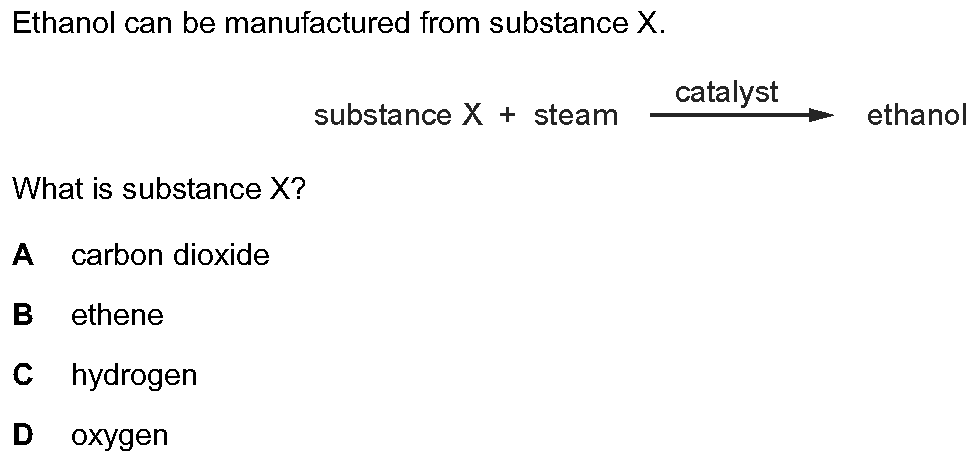 Ethanol can be manufactured from substance X.
catalyst
substance X + steam ethanol
What is substance X?
A carbon dioxide
B ethene
C hydrogen
D oxygen